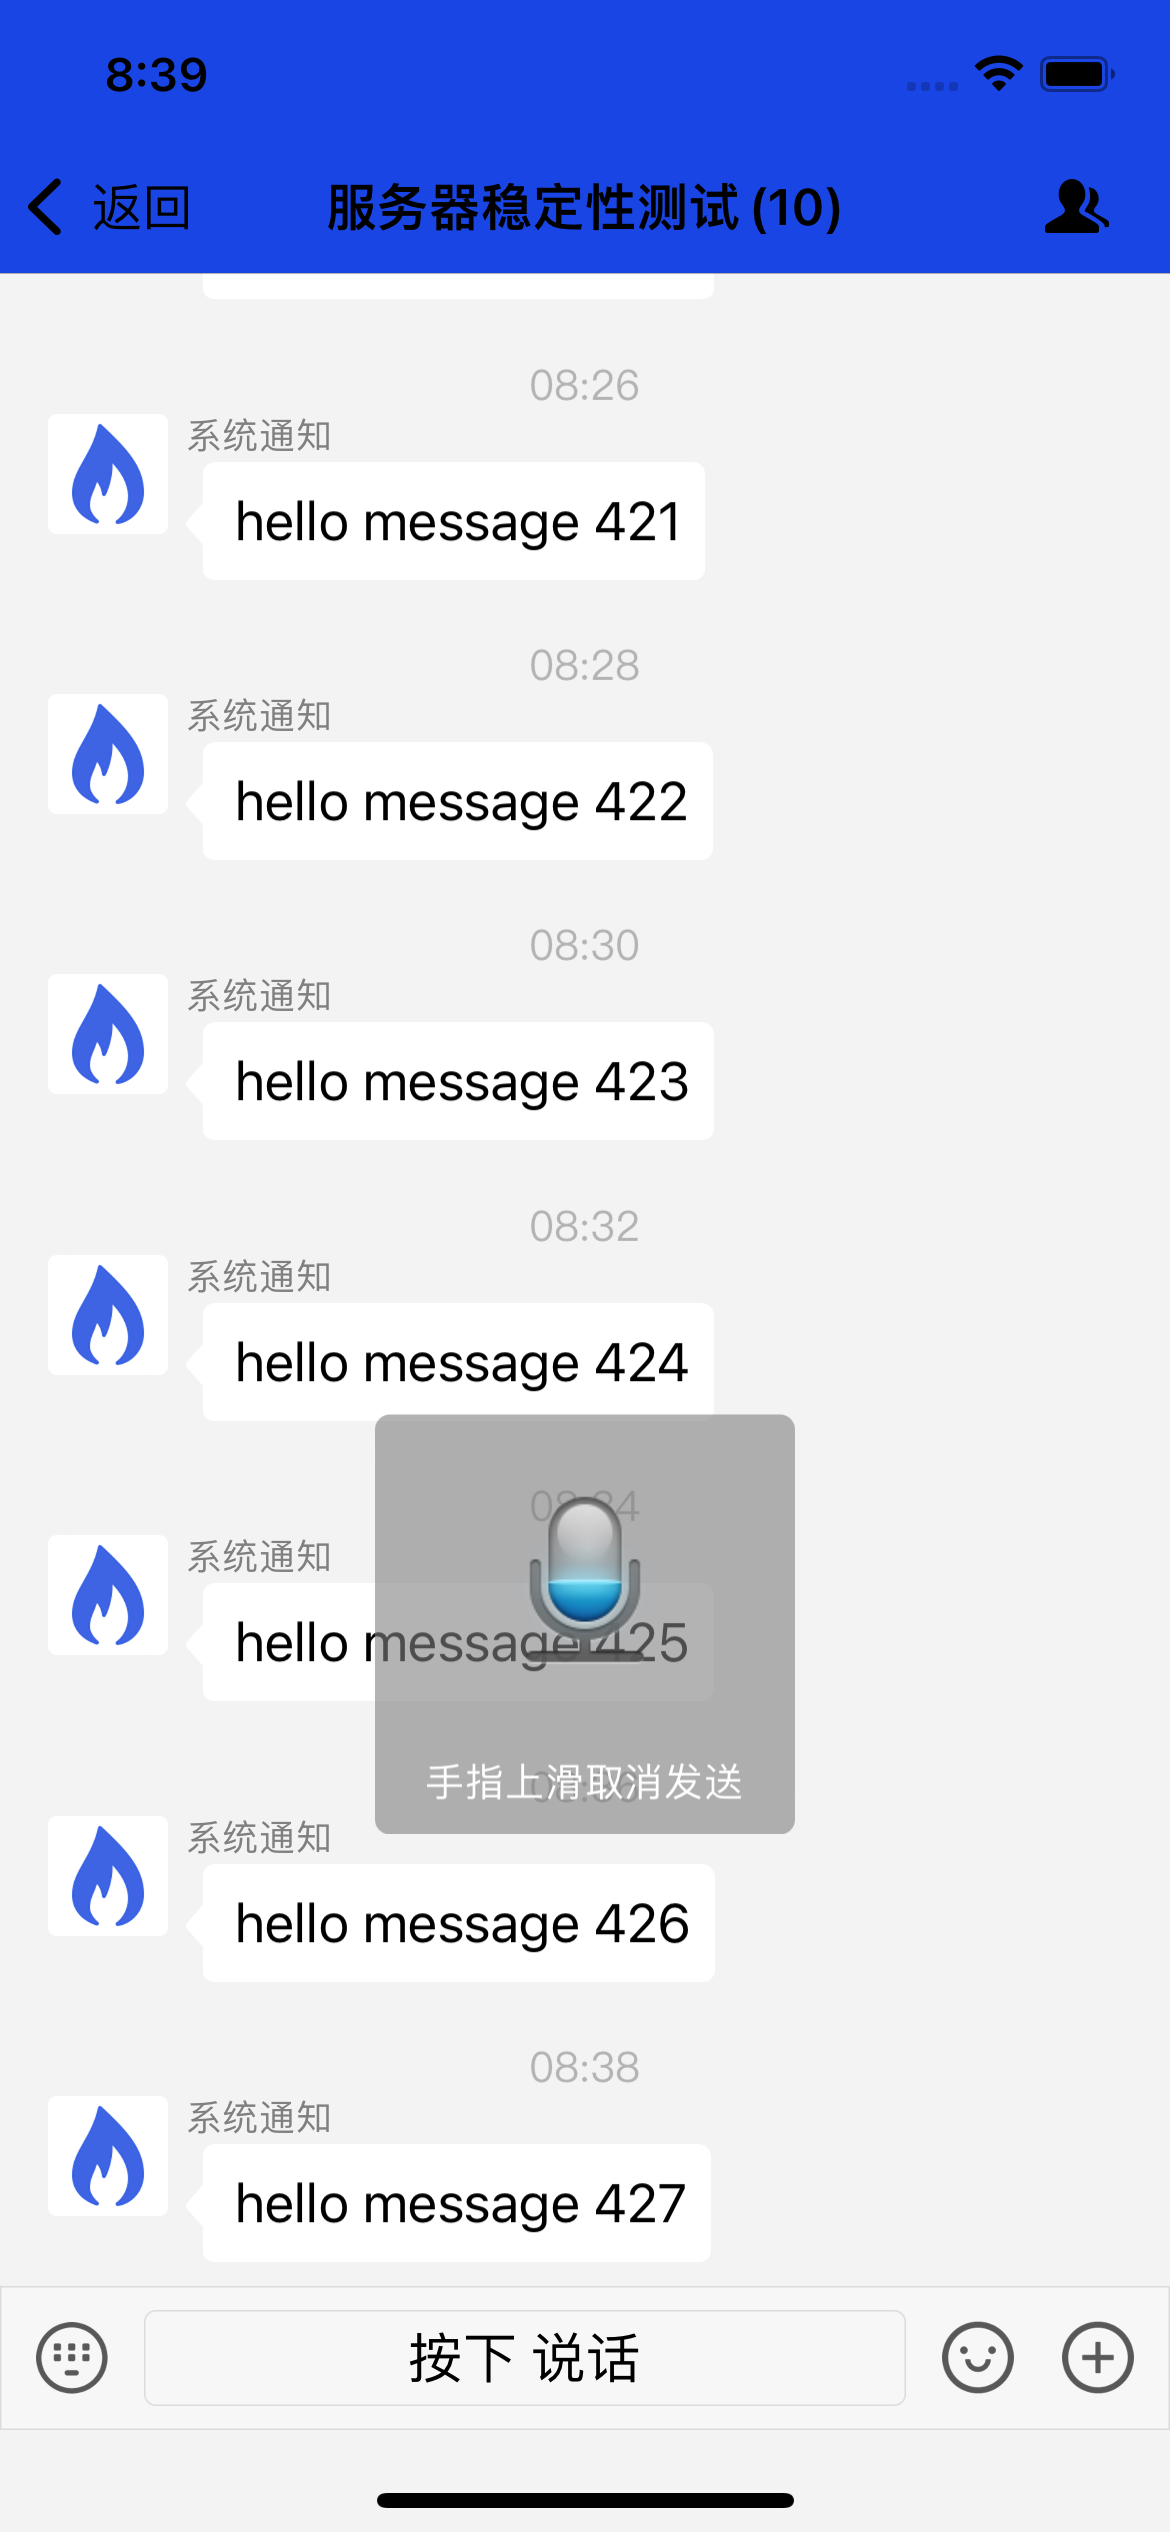 8:39
返回
服务器稳定性测试(10)
08:26
系统通知
hello message 421
08:28
系统通知
hello message 422
08:30
系统通知
hello message 423
08:32
系统通知
hello message 424
系统通知
hello message 425
手指上滑取消发送
系统通知
hello message 426
08:38
系统通知
hello message 427
按下 说话